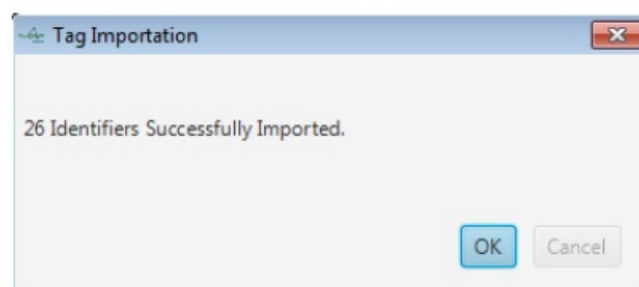 Tag Importation
26 Identifiers Successfully Imported.
OK Cancel